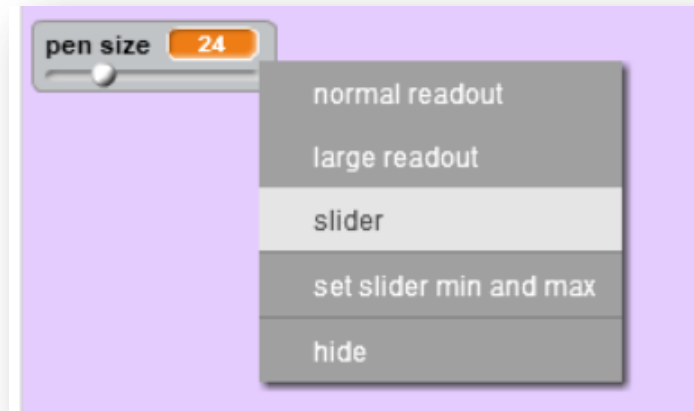 pen size 24
normal readout
large readout
slider
set slider min and max
hide